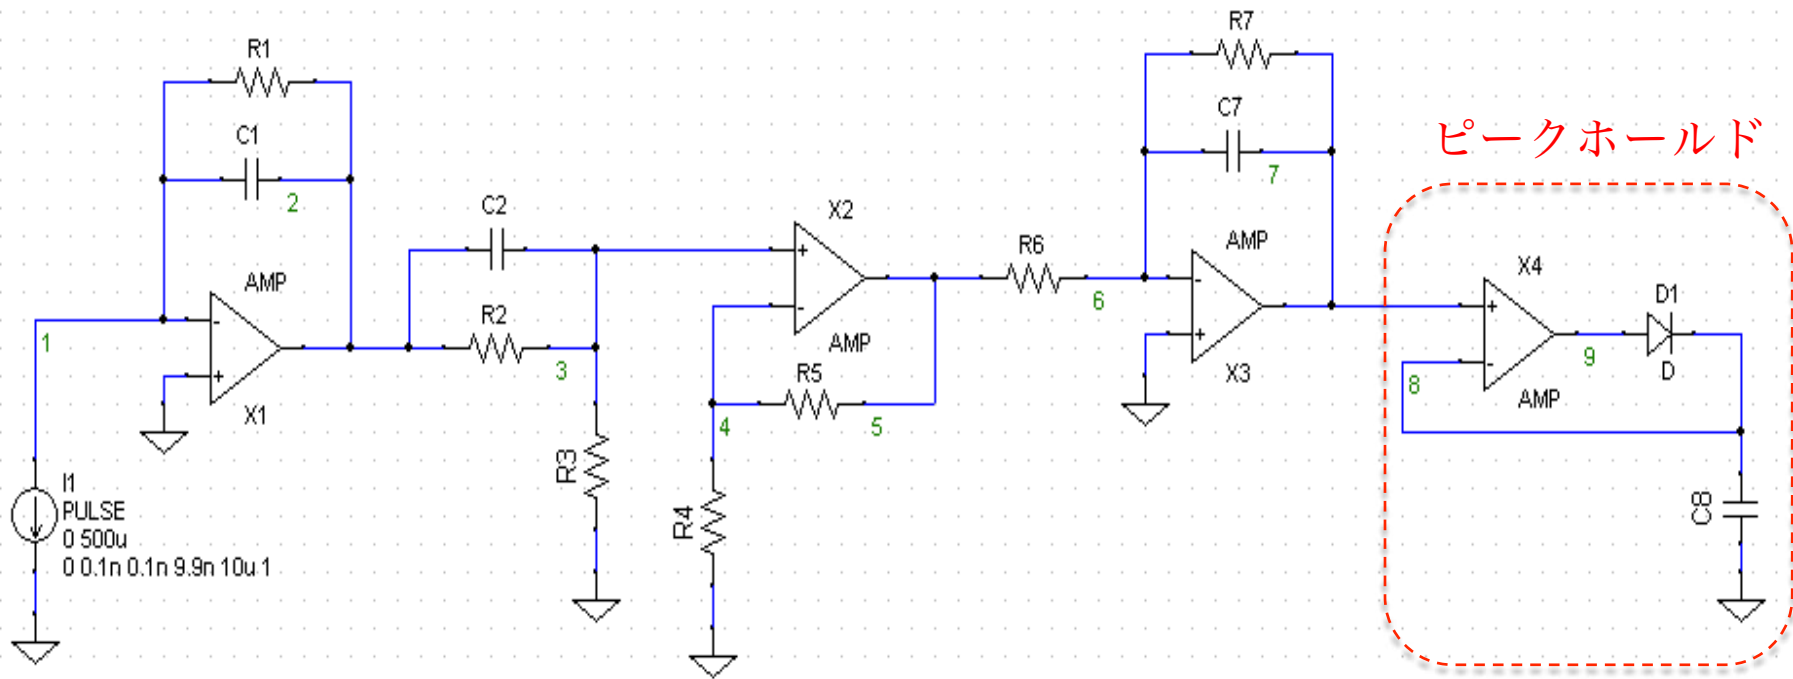 R1
C1
2
AMP
1
X1
I1
PULSE
0 500u
0 0.1n 0.1n 9.9n 10u 1
C2
R2
3
R3
X2
AMP
R5
4
5
R4
R6
6
R7
C7
7
AMP
X3
ピークホールド
X4
D1
9
D
8
AMP
C8